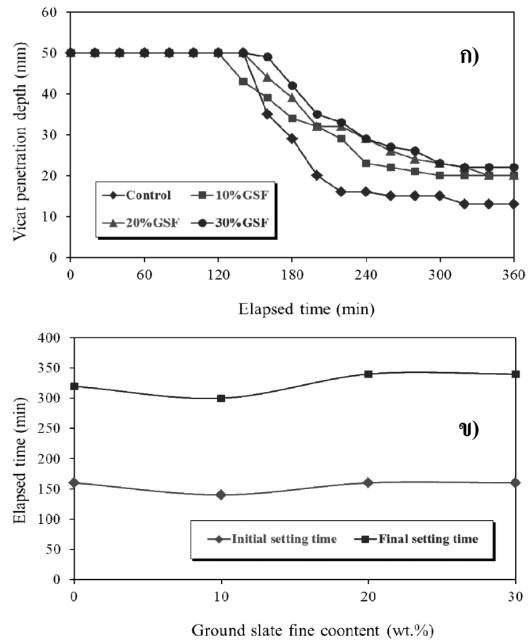 Vicat penetration depth (mm)
60
50
40
30
20
10
0
ก)
Control
10%GSF
20%GSF
30%GSF
0
60
120
180
240
300
360
Elapsed time (min)
Elapsed time (min)
400
350
300
250
200
150
100
50
0
ข)
Initial setting time
Final setting time
0
10
20
30
Ground slate fine coontent (wt.%)